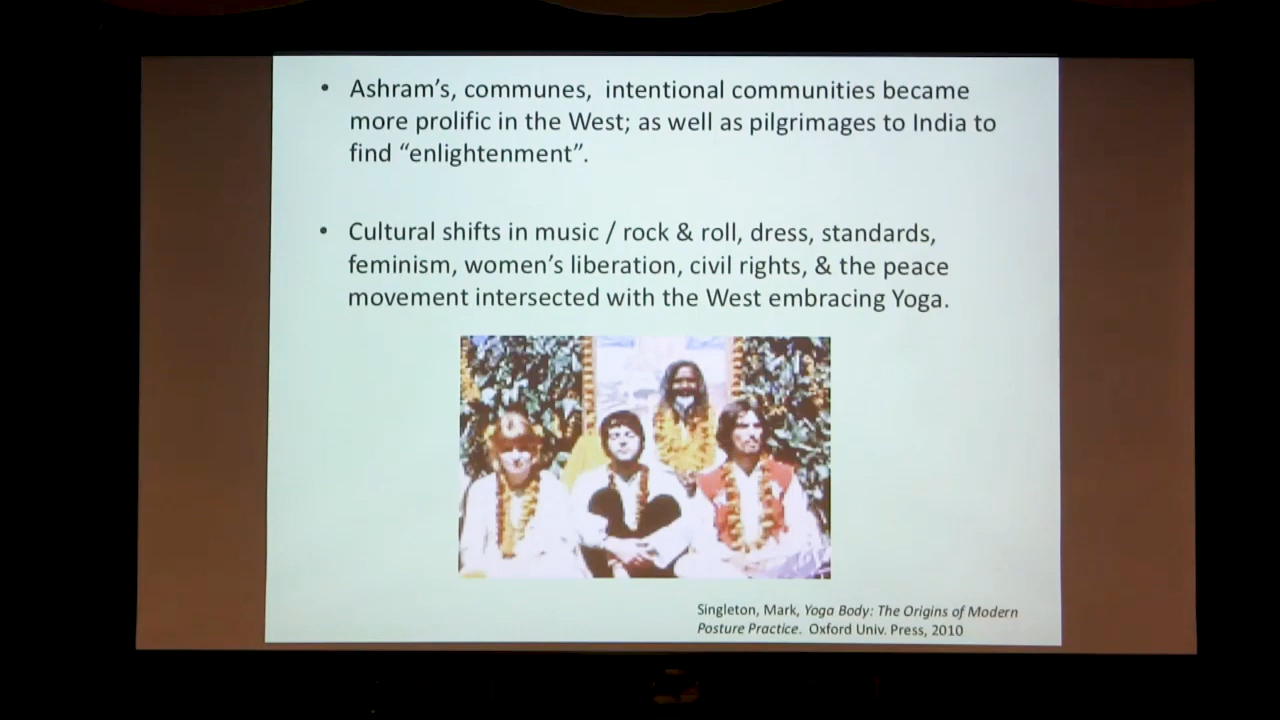 • Ashram’s, communes,  intentional communities became
more prolific in the West; as well as pilgrimages to India to
find “enlightenment”.
• Cultural shifts in music / rock & roll, dress, standards,
feminism, women’s liberation, civil rights, & the peace
movement intersected with the West embracing Yoga.
Singleton, Mark, Yoga Body: The Origins of Modern
Posture Practice.  Oxford Univ. Press, 2010